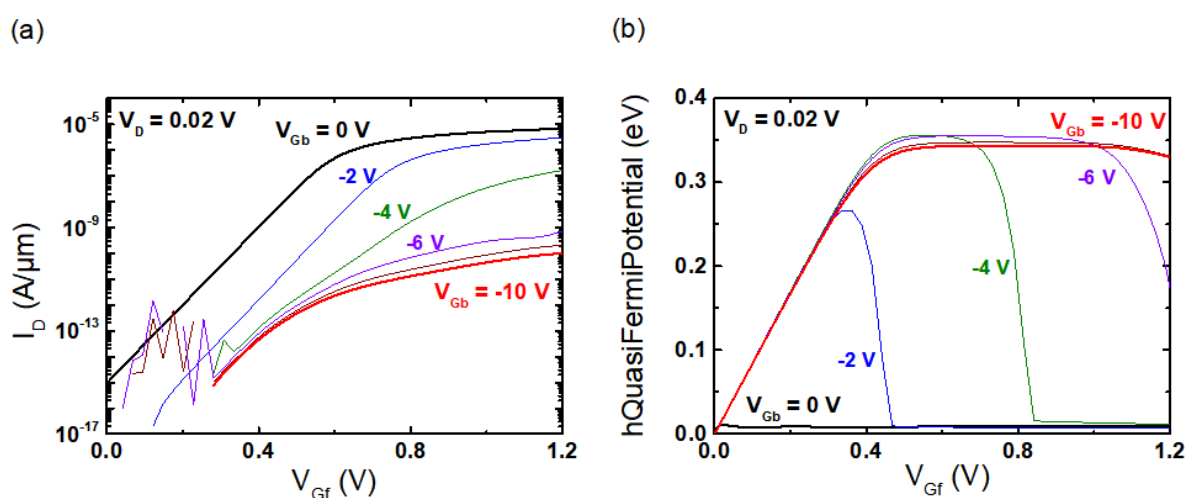 (a)
(b)
V_D = 0.02 V
V_Gb = 0 V
-2 V
-4 V
-6 V
V_Gb = -10 V
10^-5
10^-9
10^-13
10^-17
I_D (A/μm)
0.0 0.4 0.8 1.2
V_Gf (V)
V_D = 0.02 V
V_Gb = -10 V
-6 V
-4 V
-2 V
V_Gb = 0 V
0.4
0.3
0.2
0.1
0.0
hQuasiFermiPotential (eV)
0.0 0.4 0.8 1.2
V_Gf (V)